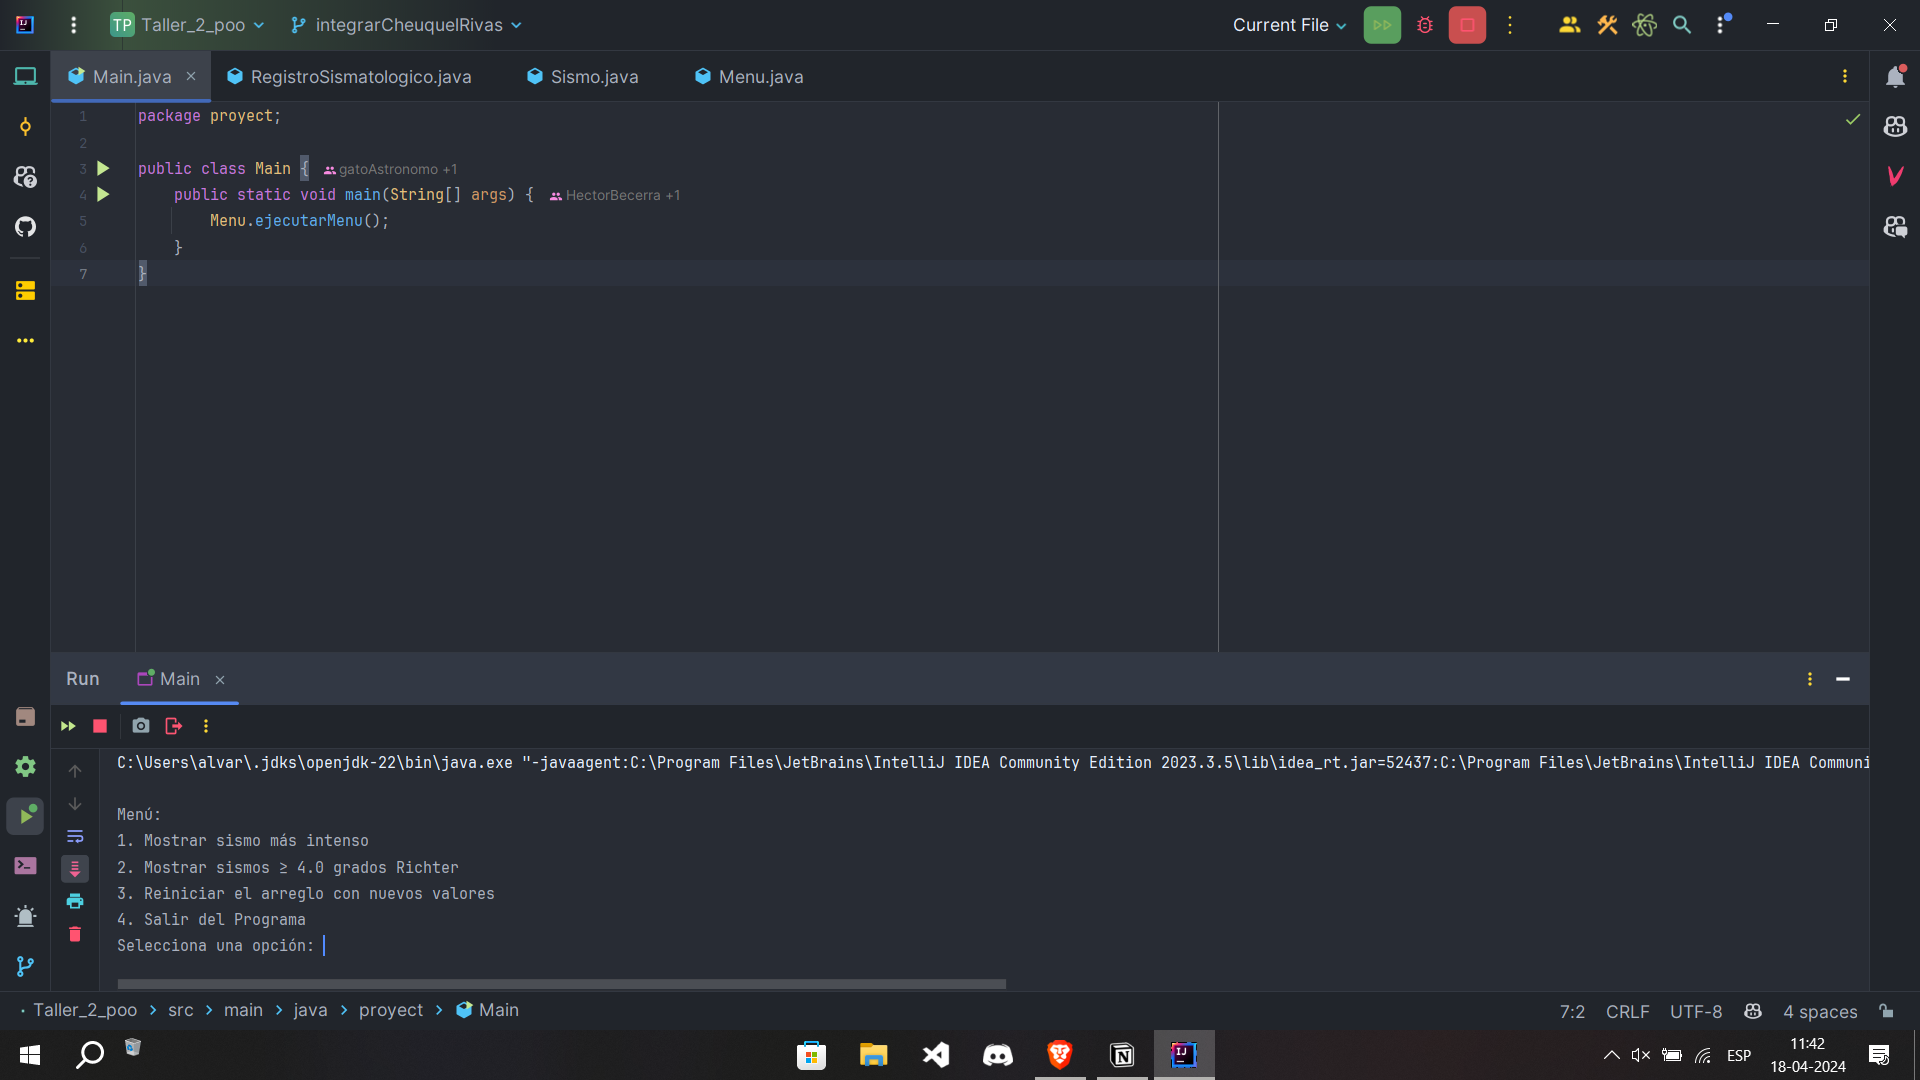 TP Taller_2_poo integrarCheuquelRivas Current File
Main.java RegistroSismatologico.java Sismo.java Menu.java
1 package proyect;
2
3 public class Main { gatoAstronomo +1
4 public static void main(String[] args) { HectorBecerra +1
5 Menu.ejecutarMenu();
6 }
7 }
Run Main
C:\Users\alvar\.jdks\openjdk-22\bin\java.exe "-javaagent:C:\Program Files\JetBrains\IntelliJ IDEA Community Edition 2023.3.5\lib\idea_rt.jar=52437:C:\Program Files\JetBrains\IntelliJ IDEA Communi
Menú:
1. Mostrar sismo más intenso
2. Mostrar sismos ≥ 4.0 grados Richter
3. Reiniciar el arreglo con nuevos valores
4. Salir del Programa
Selecciona una opción:
Taller_2_poo > src > main > java > proyect > Main 7:2 CRLF UTF-8 4 spaces
ESP 11:42
18-04-2024